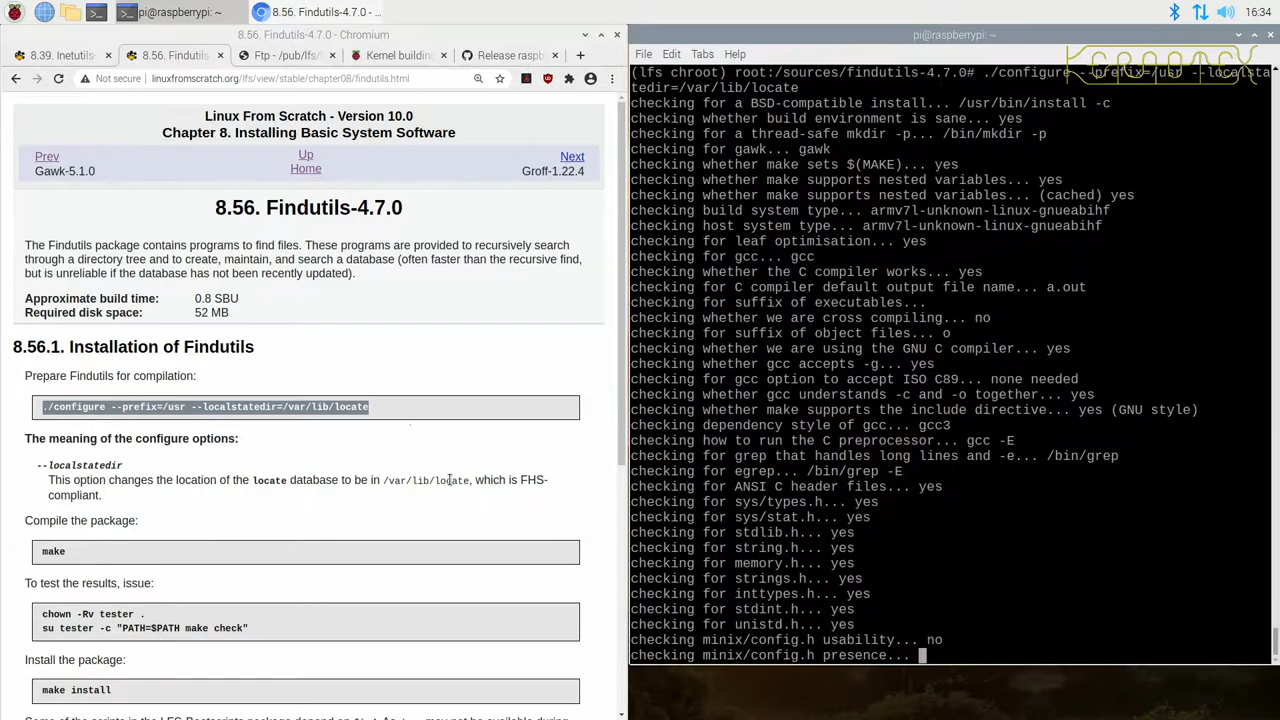 pi@raspberrypi: ~
8.56. Findutils-4.7.0 - ...
16:34
8.56. Findutils-4.7.0 - Chromium
pi@raspberrypi: ~
8.39. Inetutils-
8.56. Findutils-
Ftp - pub/lfs/
Kernel building
Release raspb
File Edit Tabs Help
Not secure
linuxfromscratch.org/lfs/view/stable/chapter08/findutils.html
Linux From Scratch - Version 10.0
Chapter 8. Installing Basic System Software
Prev
Up
Next
Gawk-5.1.0
Home
Groff-1.22.4
8.56. Findutils-4.7.0
The Findutils package contains programs to find files. These programs are provided to recursively search
through a directory tree and to create, maintain, and search a database (often faster than the recursive find,
but is unreliable if the database has not been recently updated).
Approximate build time: 0.8 SBU
Required disk space: 52 MB
8.56.1. Installation of Findutils
Prepare Findutils for compilation:
./configure --prefix=/usr --localstatedir=/var/lib/locate
The meaning of the configure options:
--localstatedir
This option changes the location of the locate database to be in /var/lib/locate, which is FHS-
compliant.
Compile the package:
make
To test the results, issue:
chown -Rv tester .
su tester -c "PATH=$PATH make check"
Install the package:
make install
(lfs chroot) root:/sources/findutils-4.7.0# ./configure --prefix=/usr --localsta
tedir=/var/lib/locate
checking for a BSD-compatible install... /usr/bin/install -c
checking whether build environment is sane... yes
checking for a thread-safe mkdir -p... /bin/mkdir -p
checking for gawk... gawk
checking whether make sets $(MAKE)... yes
checking whether make supports nested variables... yes
checking whether make supports nested variables... (cached) yes
checking build system type... armv7l-unknown-linux-gnueabihf
checking host system type... armv7l-unknown-linux-gnueabihf
checking for leaf optimisation... yes
checking for gcc... gcc
checking whether the C compiler works... yes
checking for C compiler default output file name... a.out
checking for suffix of executables...
checking whether we are cross compiling... no
checking for suffix of object files... o
checking whether we are using the GNU C compiler... yes
checking whether gcc accepts -g... yes
checking for gcc option to accept ISO C89... none needed
checking whether gcc understands -c and -o together... yes
checking whether make supports the include directive... yes (GNU style)
checking dependency style of gcc... gcc3
checking how to run the C preprocessor... gcc -E
checking for grep that handles long lines and -e... /bin/grep
checking for egrep... /bin/grep -E
checking for ANSI C header files... yes
checking for sys/types.h... yes
checking for sys/stat.h... yes
checking for stdlib.h... yes
checking for string.h... yes
checking for memory.h... yes
checking for strings.h... yes
checking for inttypes.h... yes
checking for stdint.h... yes
checking for unistd.h... yes
checking minix/config.h usability... no
checking minix/config.h presence...